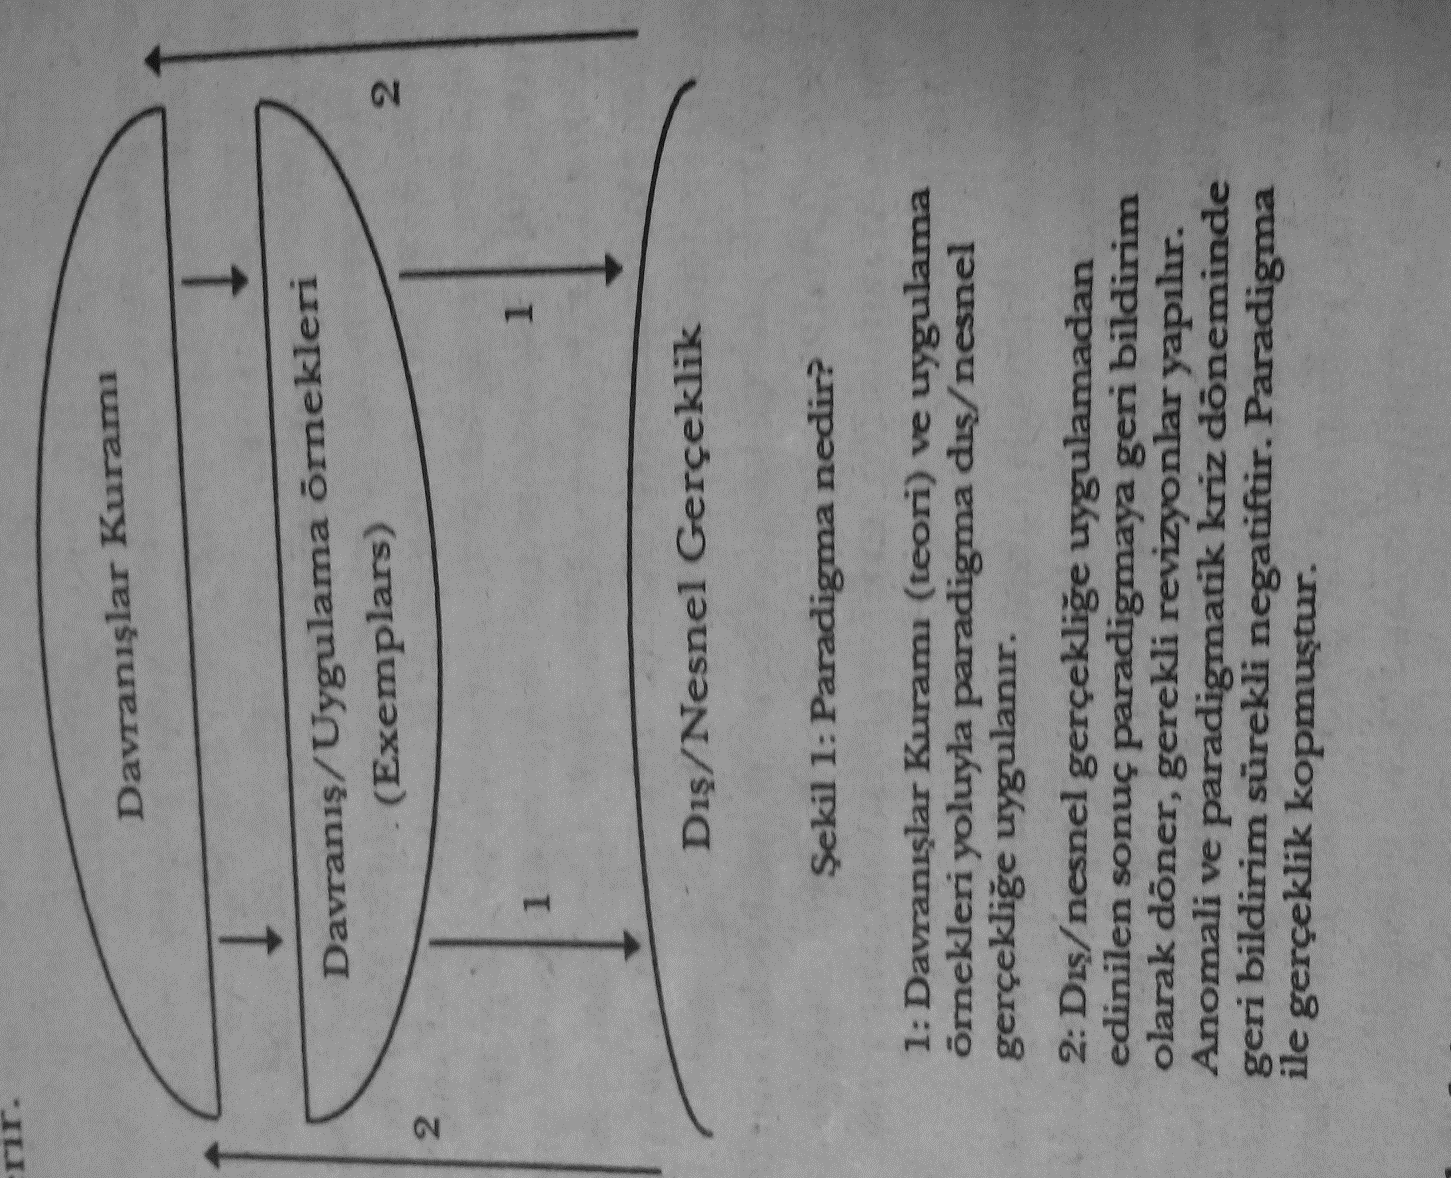 Davranışlar Kuramı
Davranış/Uygulama örnekleri
(Exemplars)
2
2
1
1
Dış/Nesnel Gerçeklik
Şekil 1: Paradigma nedir?
1: Davranışlar Kuramı (teori) ve uygulama
örnekleri yoluyla paradigma dış/nesnel
gerçekliğe uygulanır.
2: Dış/nesnel gerçekliğe uygulamadan
edinilen sonuç paradigmaya geri bildirim
olarak döner, gerekli revizyonlar yapılır.
Anomali ve paradigmatik kriz döneminde
geri bildirim sürekli negatiftir. Paradigma
ile gerçeklik kopmuştur.